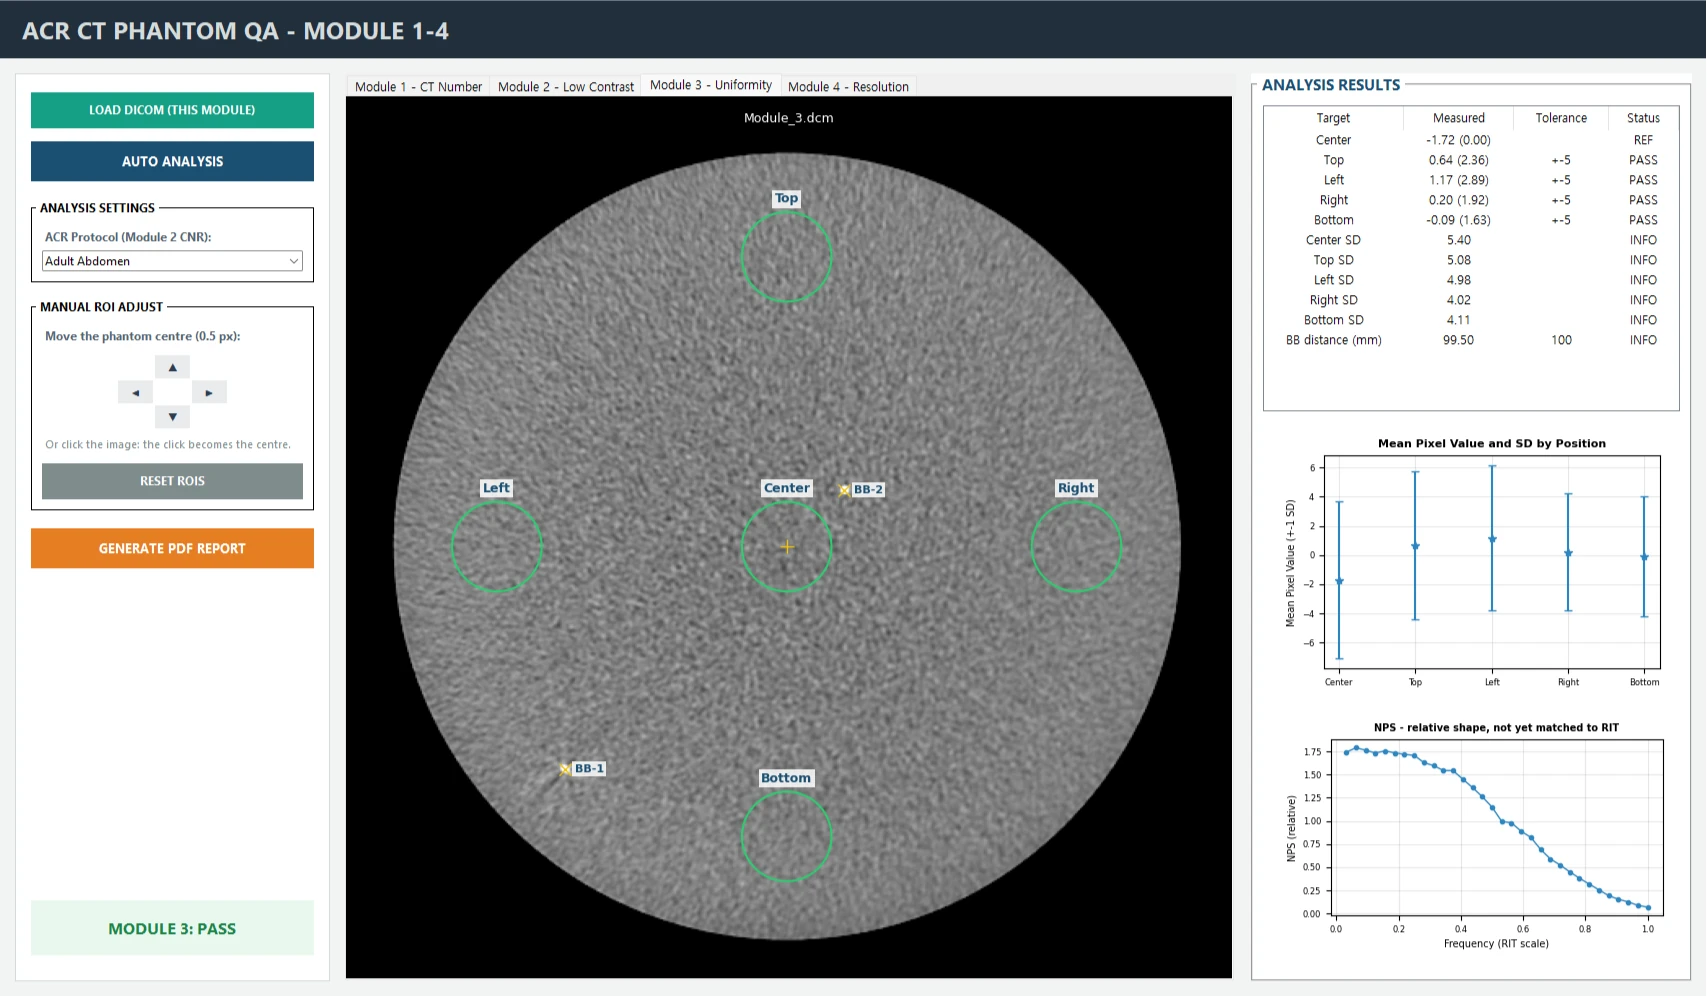 ACR CT PHANTOM QA - MODULE 1-4
LOAD DICOM (THIS MODULE)
AUTO ANALYSIS
ANALYSIS SETTINGS
ACR Protocol (Module 2 CNR):
Adult Abdomen
MANUAL ROI ADJUST
Move the phantom centre (0.5 px):
▲
◄ ►
▼
Or click the image: the click becomes the centre.
RESET ROIS
GENERATE PDF REPORT
MODULE 3: PASS
Module 1 - CT Number Module 2 - Low Contrast Module 3 - Uniformity Module 4 - Resolution
Module_3.dcm
Top
Left Center BB-2 Right
BB-1
Bottom
ANALYSIS RESULTS
Target Measured Tolerance Status
Center -1.72 (0.00) REF
Top 0.64 (2.36) +-5 PASS
Left 1.17 (2.89) +-5 PASS
Right 0.20 (1.92) +-5 PASS
Bottom -0.09 (1.63) +-5 PASS
Center SD 5.40 INFO
Top SD 5.08 INFO
Left SD 4.98 INFO
Right SD 4.02 INFO
Bottom SD 4.11 INFO
BB distance (mm) 99.50 100 INFO
Mean Pixel Value and SD by Position
Mean Pixel Value (+-1 SD)
6
4
2
0
−2
−4
−6
Center Top Left Right Bottom
NPS - relative shape, not yet matched to RIT
NPS (relative)
1.75
1.50
1.25
1.00
0.75
0.50
0.25
0.00
0.0 0.2 0.4 0.6 0.8 1.0
Frequency (RIT scale)